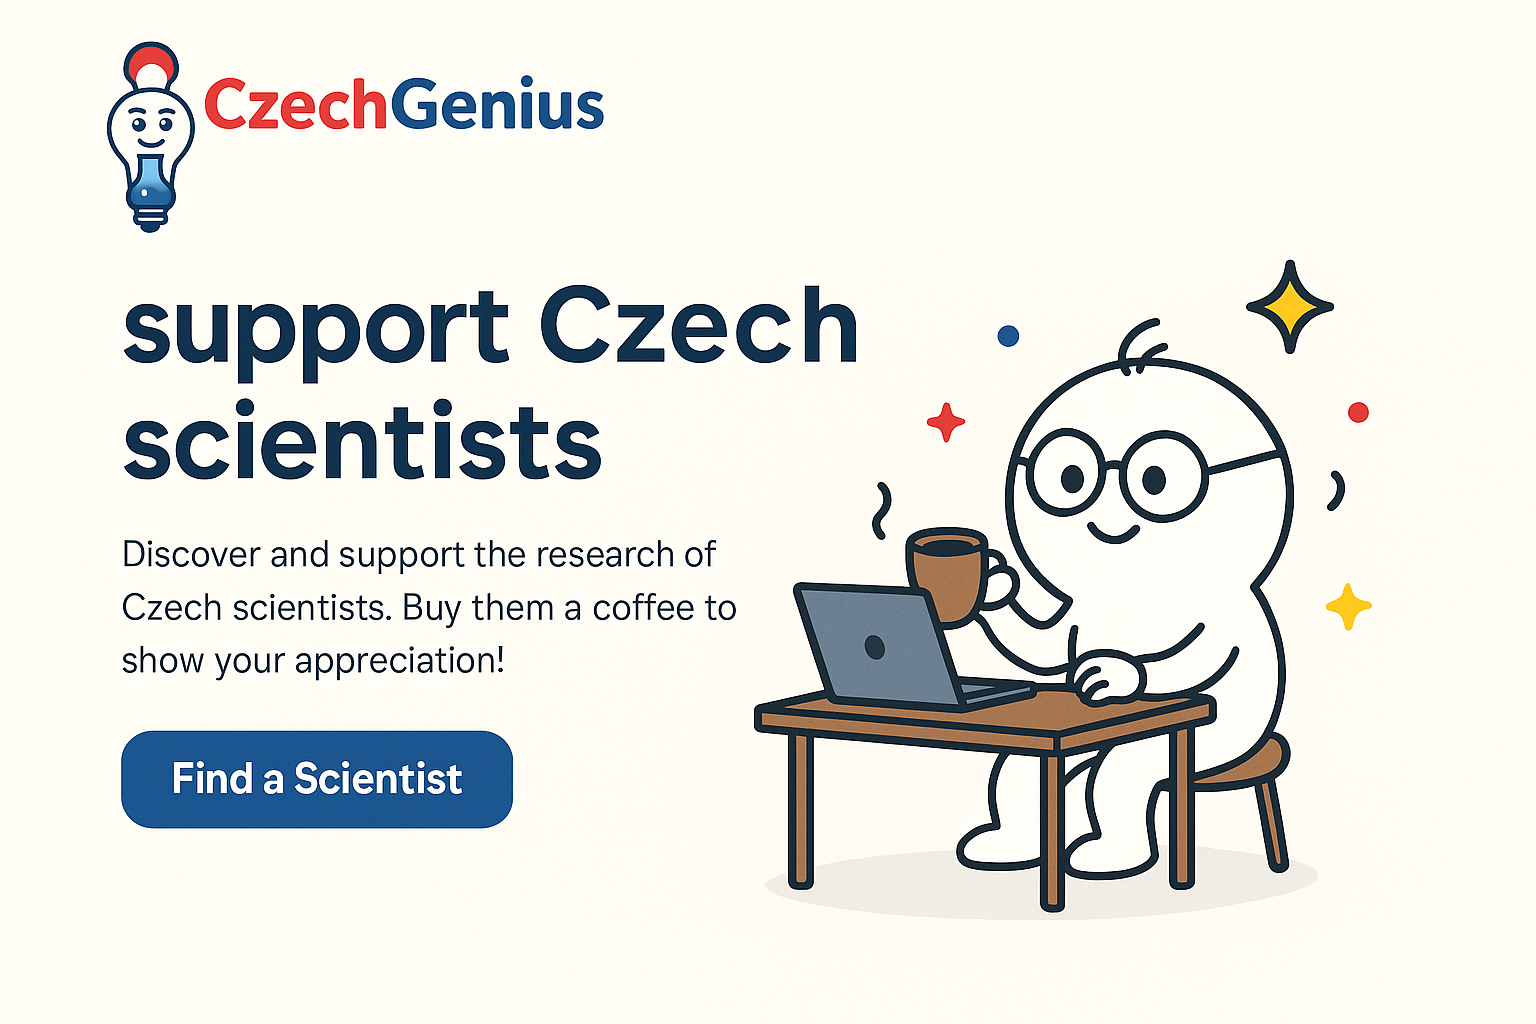 CzechGenius
support Czech
scientists
Discover and support the research of
Czech scientists. Buy them a coffee to
show your appreciation!
Find a Scientist